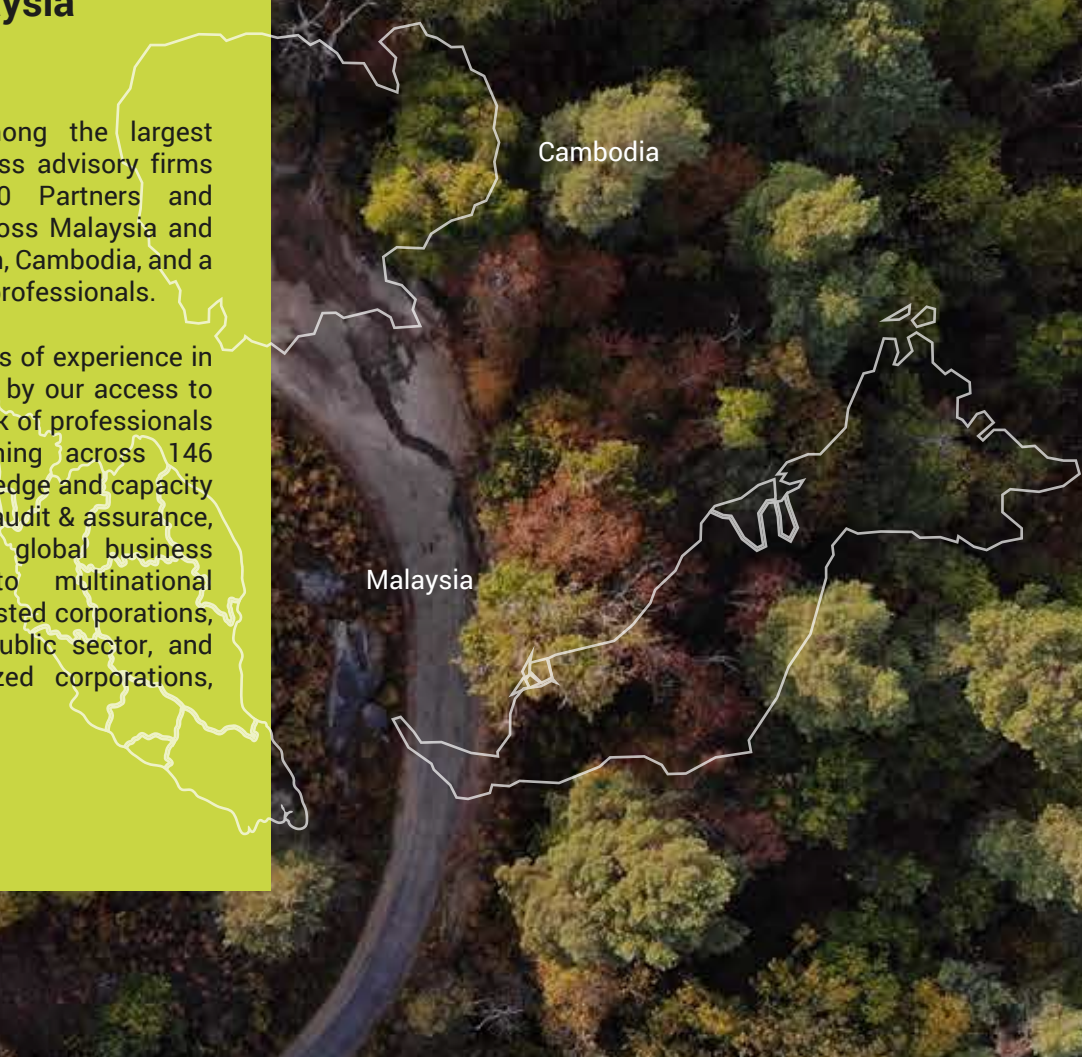 ysia
ong the largest
ss advisory firms
0 Partners and
oss Malaysia and
, Cambodia, and a
rofessionals.
s of experience in
by our access to
k of professionals
ning across 146
edge and capacity
audit & assurance,
global business
to multinational
sted corporations,
ublic sector, and
zed corporations,
Cambodia
Malaysia